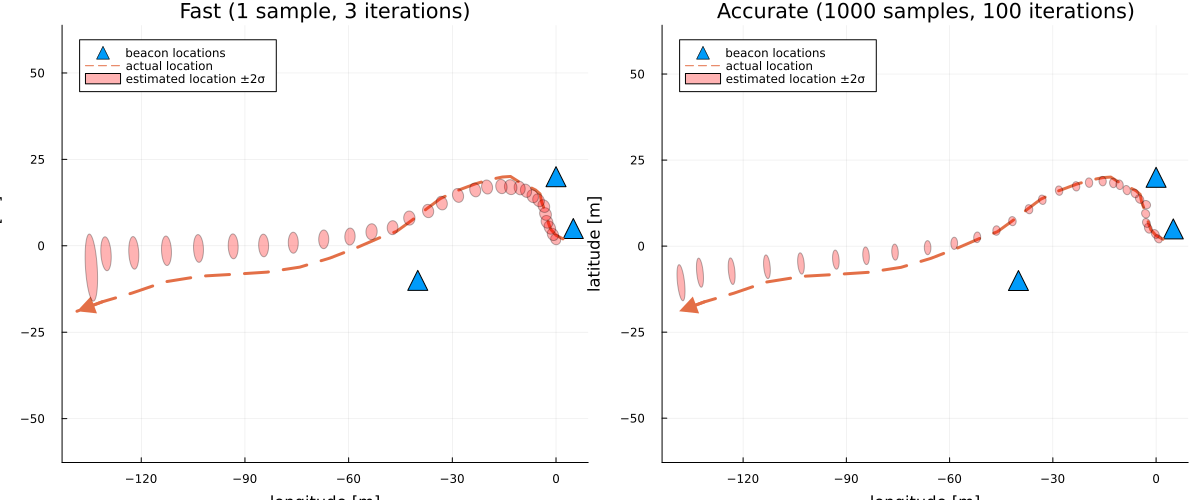 Fast (1 sample, 3 iterations)
beacon locations
actual location
estimated location ±2σ
50
25
0
−25
−50
−120
−90
−60
−30
0
longitude [m]
Accurate (1000 samples, 100 iterations)
beacon locations
actual location
estimated location ±2σ
latitude [m]
50
25
0
−25
−50
−120
−90
−60
−30
0
longitude [m]